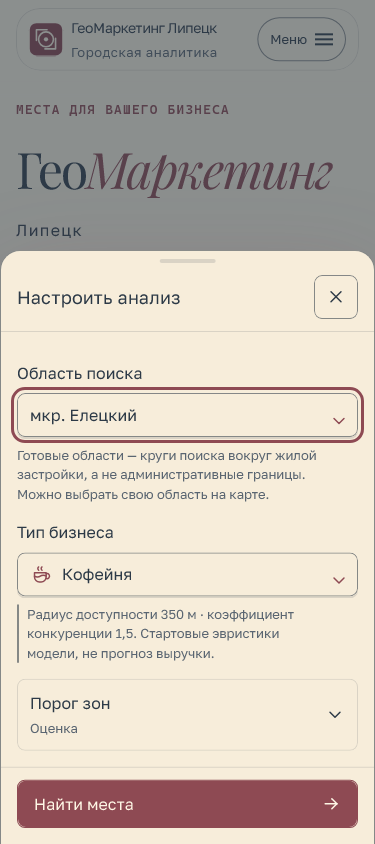 ГеоМаркетинг Липецк
Городская аналитика
Меню
МЕСТА ДЛЯ ВАШЕГО БИЗНЕСА
ГеоМаркетинг
Липецк
Настроить анализ
Область поиска
мкр. Елецкий
Готовые области — круги поиска вокруг жилой
застройки, а не административные границы.
Можно выбрать свою область на карте.
Тип бизнеса
Кофейня
Радиус доступности 350 м · коэффициент
конкуренции 1,5. Стартовые эвристики
модели, не прогноз выручки.
Порог зон
Оценка
Найти места